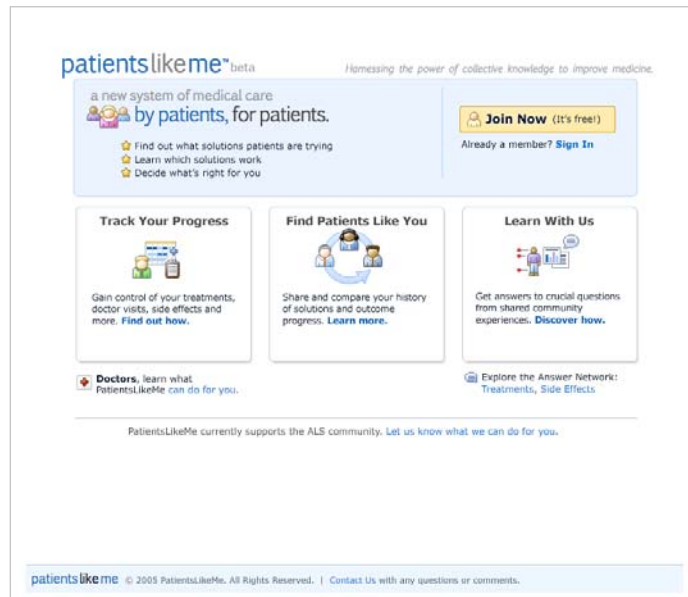 patientslikeme™ beta
Harnessing the power of collective knowledge to improve medicine.
a new system of medical care
by patients, for patients.
Find out what solutions patients are trying
Learn which solutions work
Decide what's right for you
Join Now (It's free!)
Already a member? Sign In
Track Your Progress
Gain control of your treatments,
doctor visits, side effects and
more. Find out how.
Find Patients Like You
Share and compare your history
of solutions and outcome
progress. Learn more.
Learn With Us
Get answers to crucial questions
from shared community
experiences. Discover how.
Doctors, learn what
PatientsLikeMe can do for you.
Explore the Answer Network:
Treatments, Side Effects
PatientsLikeMe currently supports the ALS community. Let us know what we can do for you.
patientslikeme © 2005 PatientsLikeMe. All Rights Reserved. | Contact Us with any questions or comments.